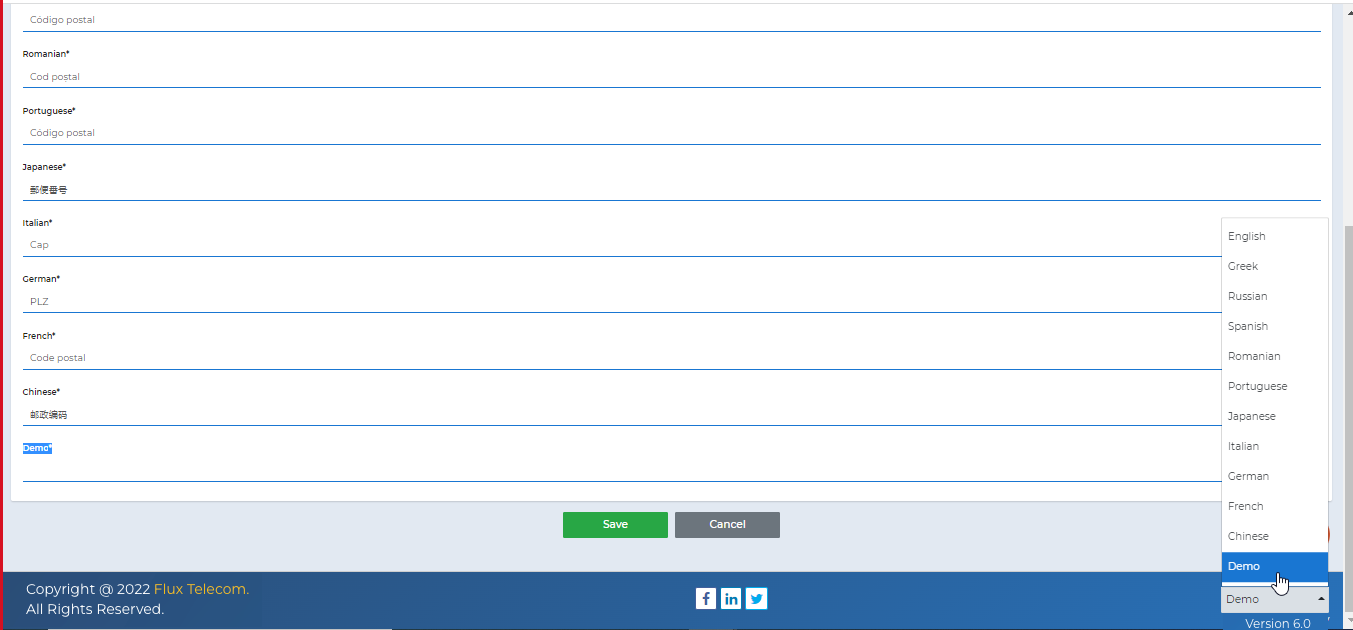 Código postal
Romanian*
Cod postal
Portuguese*
Código postal
Japanese*
郵便番号
Italian*
Cap
German*
PLZ
French*
Code postal
Chinese*
邮政编码
Demo*
Save
Cancel
English
Greek
Russian
Spanish
Romanian
Portuguese
Japanese
Italian
German
French
Chinese
Demo
Demo
Copyright @ 2022 Flux Telecom.
All Rights Reserved.
f
in
Version 6.0